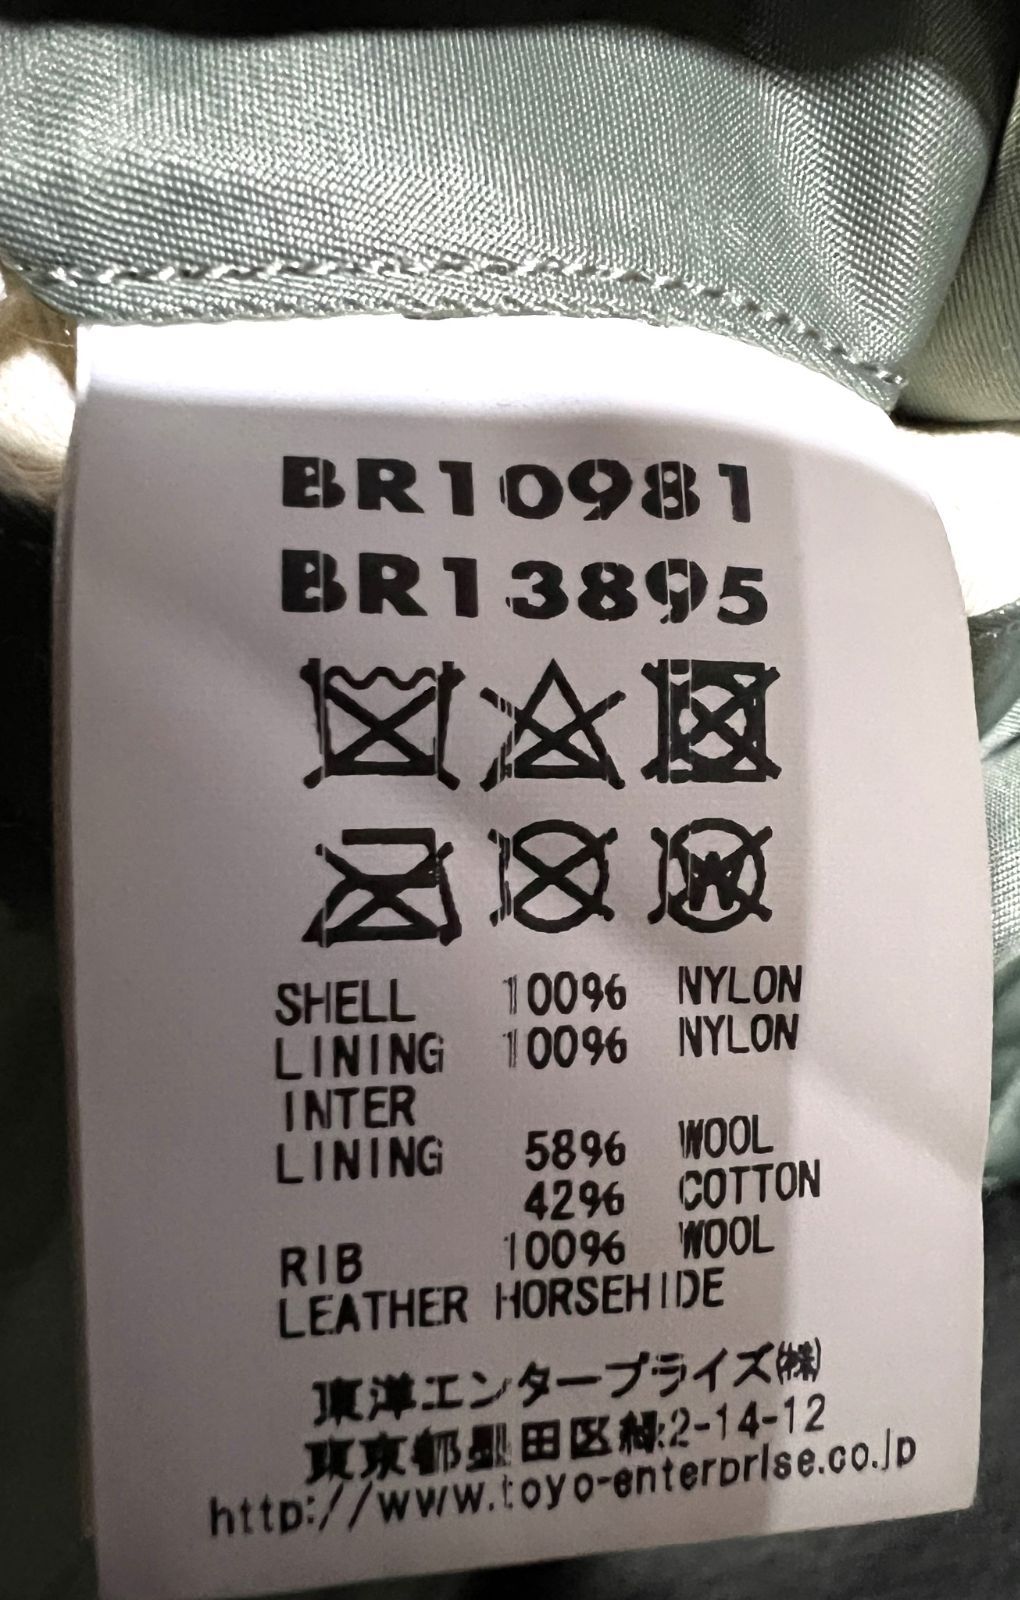 BR10981
BR13895
W
SHELL 100% NYLON
LINING 100% NYLON
INTER
LINING 58% WOOL
42% COTTON
RIB 100% WOOL
LEATHER HORSEHIDE
東洋エンタープライズ(株)
東京都墨田区緑2-14-12
http://www.toyo-enterprise.co.jp